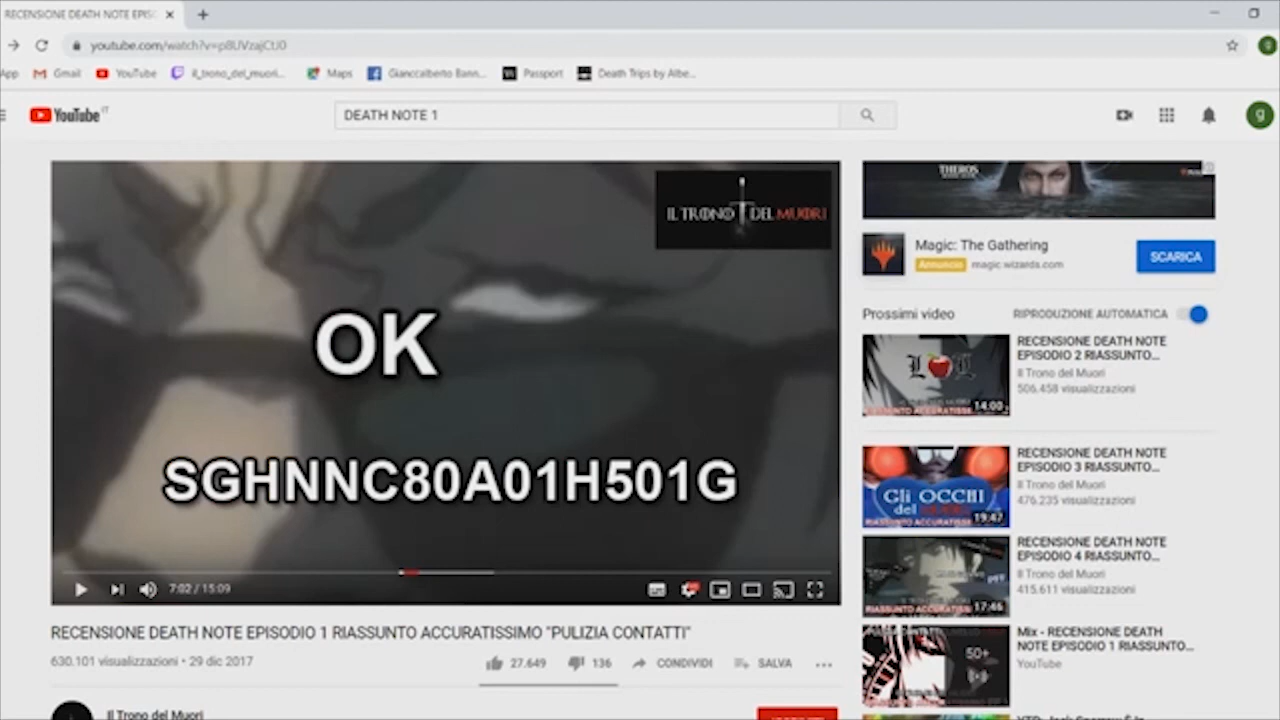 RECENSIONE DEATH NOTE EPISO
youtube.com/watch?v=p8UVzajCtJ0
App Gmail YouTube il_trono_del_muori... Maps Gianccalberto Bann... Passport Death Trips by Albe...
YouTube IT DEATH NOTE 1 g
IL TRONO DEL MUORI
OK
SGHNNC80A01H501G
7:02 / 15:09
RECENSIONE DEATH NOTE EPISODIO 1 RIASSUNTO ACCURATISSIMO "PULIZIA CONTATTI"
630.101 visualizzazioni • 29 dic 2017
27.649 136 CONDIVIDI SALVA
Il Trono del Muori
THEROS
Magic: The Gathering
Annuncio magic.wizards.com
SCARICA
Prossimi video RIPRODUZIONE AUTOMATICA
L L
14:00
RECENSIONE DEATH NOTE
EPISODIO 2 RIASSUNTO...
Il Trono del Muori
506.458 visualizzazioni
Gli OCCHI
del
RIASSUNTO ACCURATISSI
19:47
RECENSIONE DEATH NOTE
EPISODIO 3 RIASSUNTO...
Il Trono del Muori
476.235 visualizzazioni
RIASSUNTO ACCURATISSI
17:46
RECENSIONE DEATH NOTE
EPISODIO 4 RIASSUNTO...
Il Trono del Muori
415.611 visualizzazioni
50+
Mix - RECENSIONE DEATH
NOTE EPISODIO 1 RIASSUNTO...
YouTube